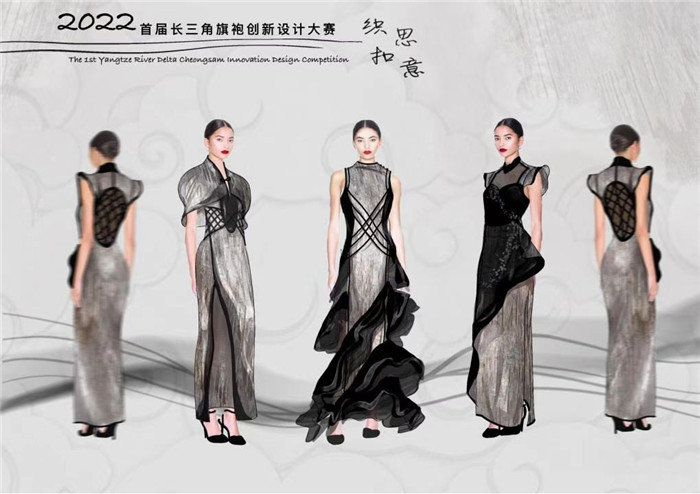 2022首届长三角旗袍创新设计大赛
The 1st Yangtze River Delta Cheongsam Innovation Design Competition
织思
扣意